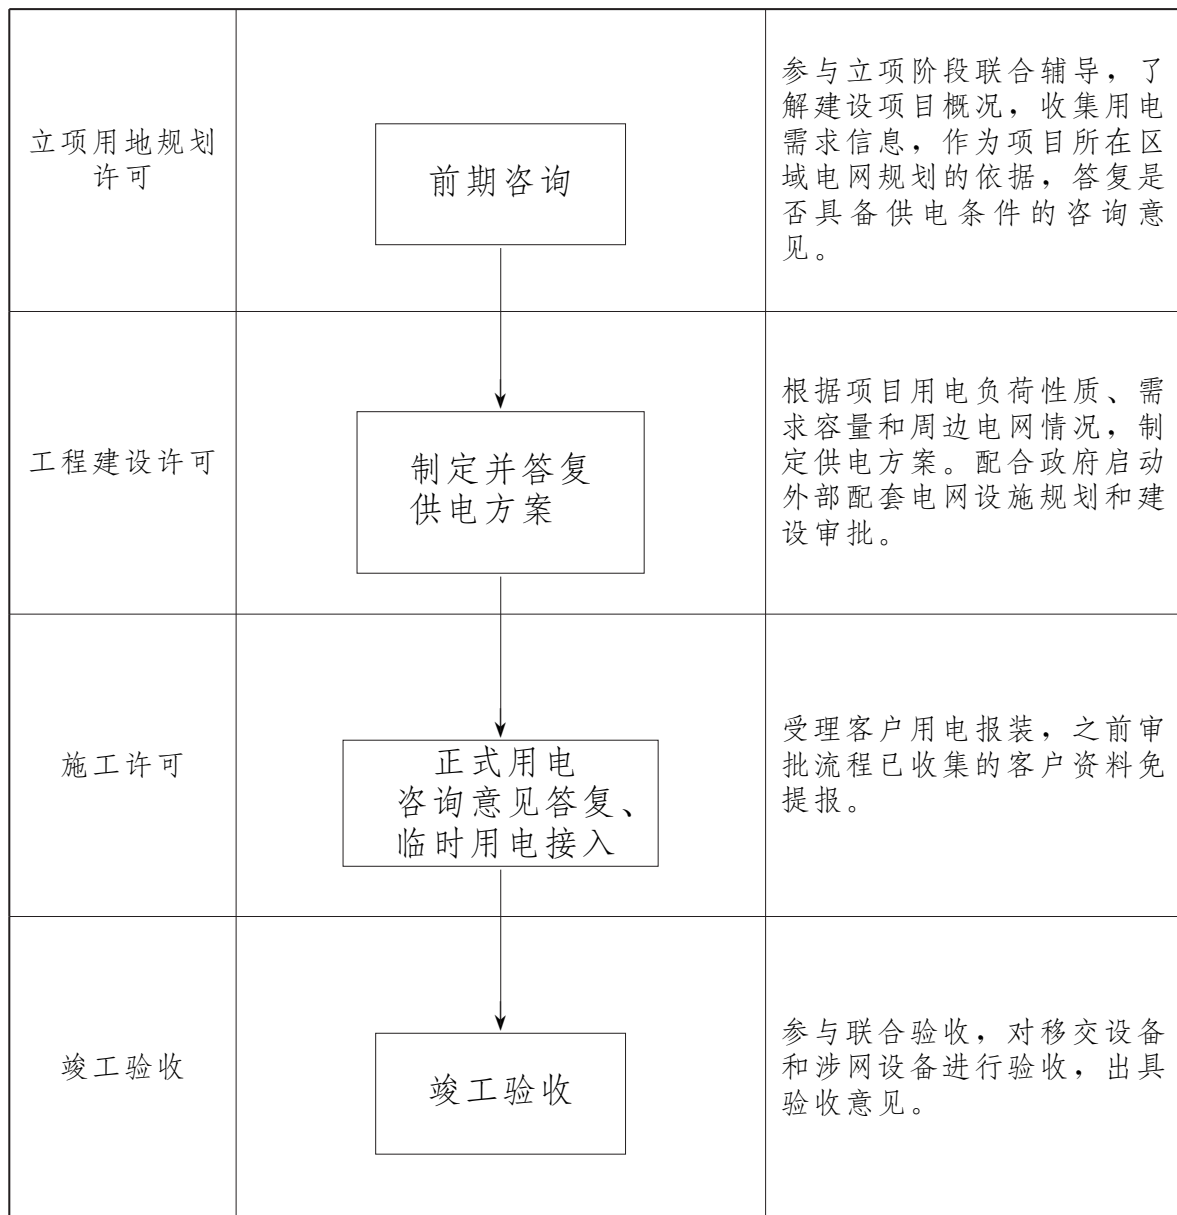 立项用地规划
许可
前期咨询
参与立项阶段联合辅导，了
解建设项目概况，收集用电
需求信息，作为项目所在区
域电网规划的依据，答复是
否具备供电条件的咨询意
见。
工程建设许可
制定并答复
供电方案
根据项目用电负荷性质、需
求容量和周边电网情况，制
定供电方案。配合政府启动
外部配套电网设施规划和建
设审批。
施工许可
正式用电
咨询意见答复、
临时用电接入
受理客户用电报装，之前审
批流程已收集的客户资料免
提报。
竣工验收
竣工验收
参与联合验收，对移交设备
和涉网设备进行验收，出具
验收意见。